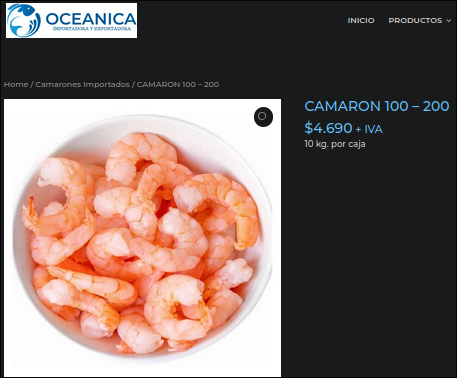 OCEANICA
IMPORTADORA Y EXPORTADORA
INICIO
PRODUCTOS
Home / Camarones Importados / CAMARON 100 – 200
CAMARON 100 – 200
$4.690 + IVA
10 kg. por caja